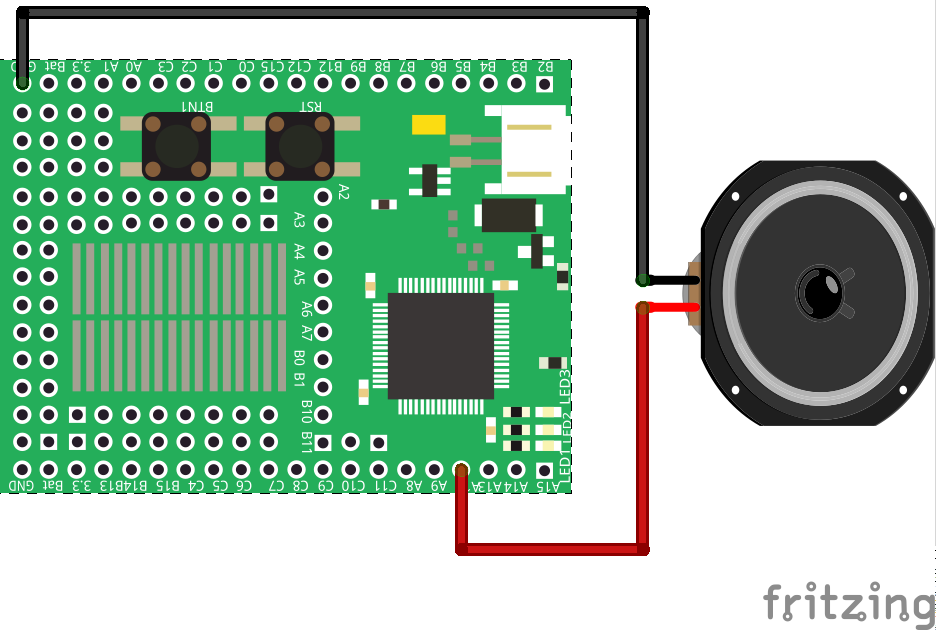 Bat 3.3 A1 A0 C3 C2 C1 C0 C15 C12 B12 B9 B8 B7 B6 B5 B4 B3 B2
BTN1 RST
A2
A3
A4
A5
A6
A7
B0
B1
B10
B11
LED1 LED2 LED3
GND Bat 3.3 B13 B14 B15 C4 C5 C6 C7 C8 C9 C10 C11 A8 A9 A13 A14 A15
fritzing